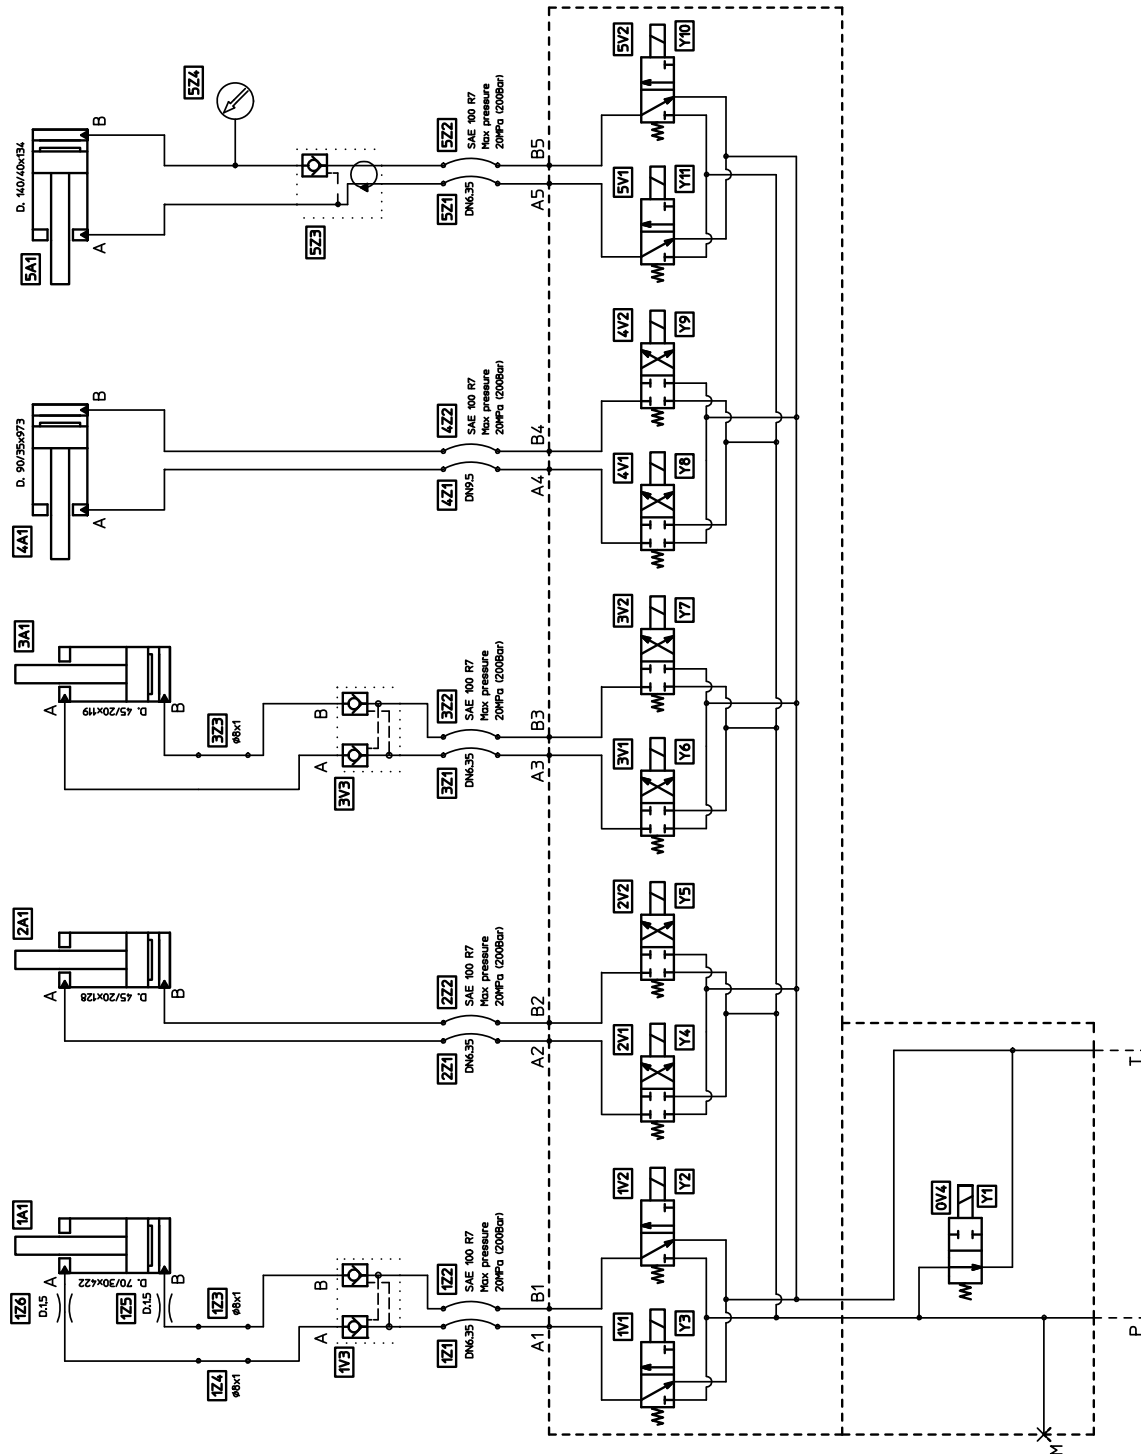 5Z4
B
D. 140/40x134
A
5A1
5Z3
5Z2
SAE 100 R7
Max pressure
20MPa (200Bar)
5Z1
DN6.35
B5
A5
5V2
Y10
5V1
Y11
4A1
D. 90/35x973
B
A
4Z2
SAE 100 R7
Max pressure
20MPa (200Bar)
4Z1
DN9.5
B4
A4
4V2
Y9
4V1
Y8
3A1
A
D. 45/20x119
B
3Z3
ø8x1
B
A
3V3
3Z2
SAE 100 R7
Max pressure
20MPa (200Bar)
3Z1
DN6.35
B3
A3
3V2
Y7
3V1
Y6
2A1
A
D. 45/20x128
B
2Z2
SAE 100 R7
Max pressure
20MPa (200Bar)
2Z1
DN6.35
B2
A2
2V2
Y5
2V1
Y4
1A1
A
D. 70/30x422
B
1Z6
D.1.5
1Z5
D.1.5
1Z3
ø8x1
1Z4
ø8x1
B
A
1V3
1Z2
SAE 100 R7
Max pressure
20MPa (200Bar)
1Z1
DN6.35
B1
A1
1V2
Y2
1V1
Y3
0V4
Y1
T
P
M